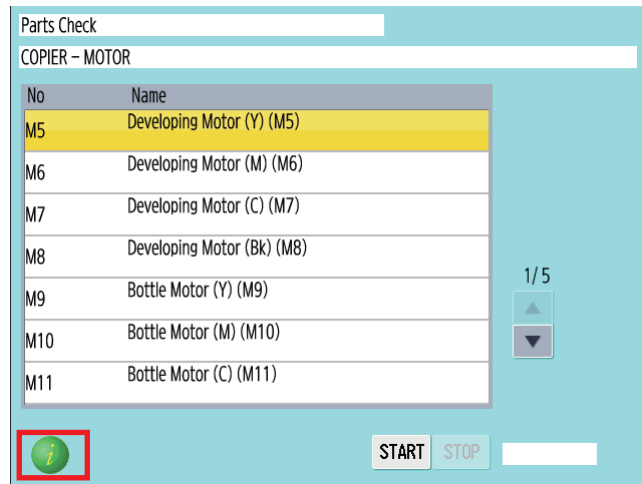 Parts Check
COPIER – MOTOR
No Name
M5 Developing Motor (Y) (M5)
M6 Developing Motor (M) (M6)
M7 Developing Motor (C) (M7)
M8 Developing Motor (Bk) (M8)
M9 Bottle Motor (Y) (M9)
M10 Bottle Motor (M) (M10)
M11 Bottle Motor (C) (M11)
1/5
i START STOP